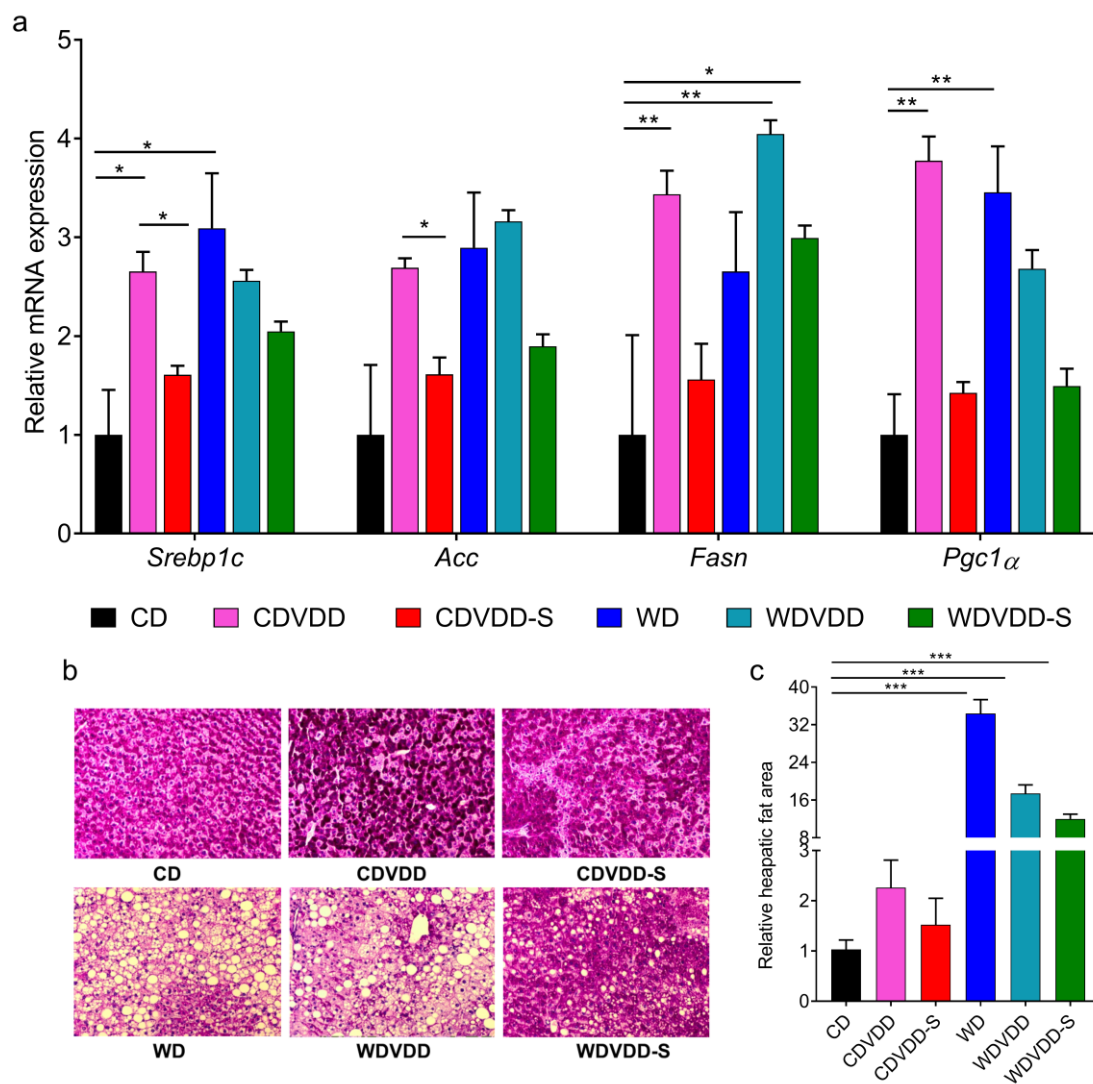 a
Relative mRNA expression
5
4
3
2
1
0
*
*
*
*
*
**
**
**
**
Srebp1c
Acc
Fasn
Pgc1α
CD CDVDD CDVDD-S WD WDVDD WDVDD-S
b
CD CDVDD CDVDD-S
WD WDVDD WDVDD-S
c
Relative heapatic fat area
***
***
***
40
32
24
16
8
3
2
1
0
CD
CDVDD
CDVDD-S
WD
WDVDD
WDVDD-S